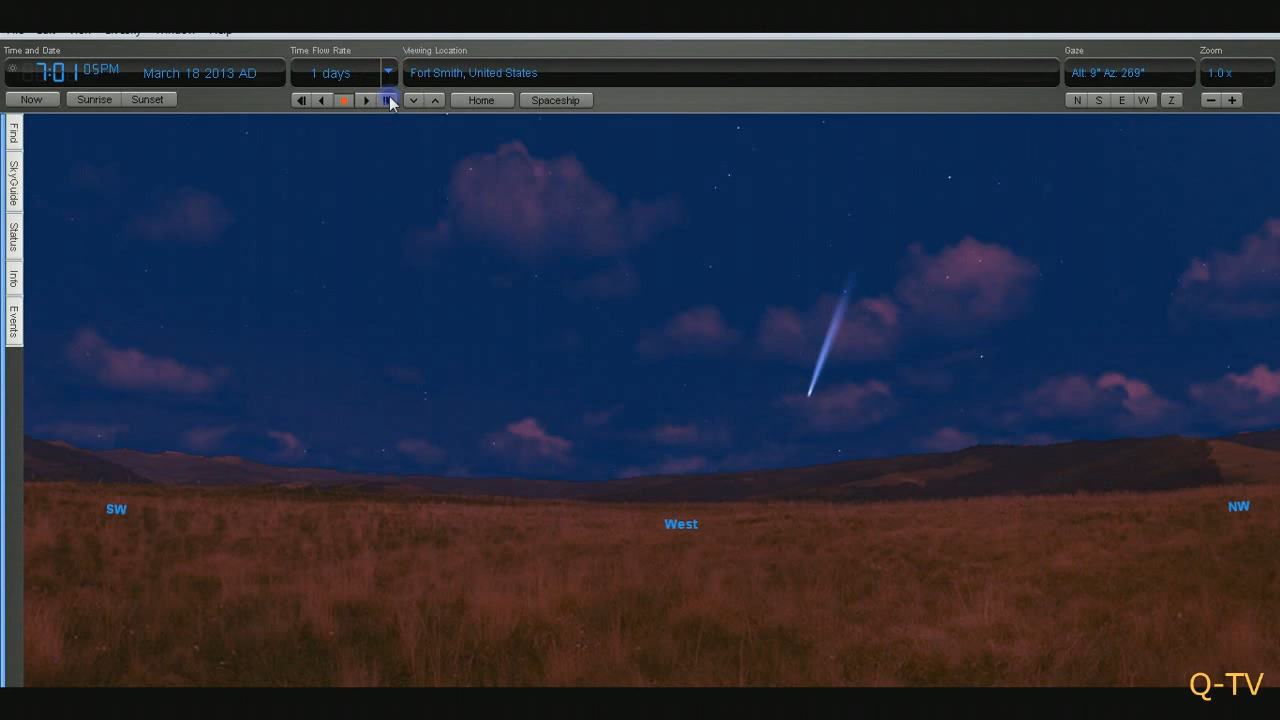 Time and Date
Time Flow Rate
Viewing Location
Gaze
Zoom
7:01 05PM March 18 2013 AD
1 days
Fort Smith, United States
Alt: 9° Az: 269°
1.0 x
Now
Sunrise
Sunset
Home
Spaceship
N S E W Z
Find
SkyGuide
Status
Info
Events
SW
West
NW
Q-TV